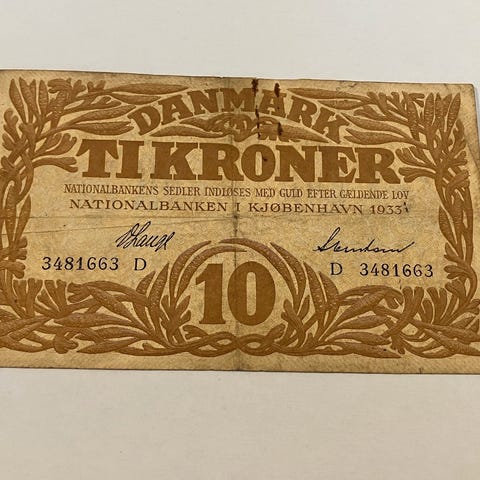 DANMARK
TI KRONER
NATIONALBANKENS SEDLER INDLØSES MED GULD EFTER GÆLDENDE LOV
NATIONALBANKEN I KJØBENHAVN 1933
3481663 D D 3481663
10